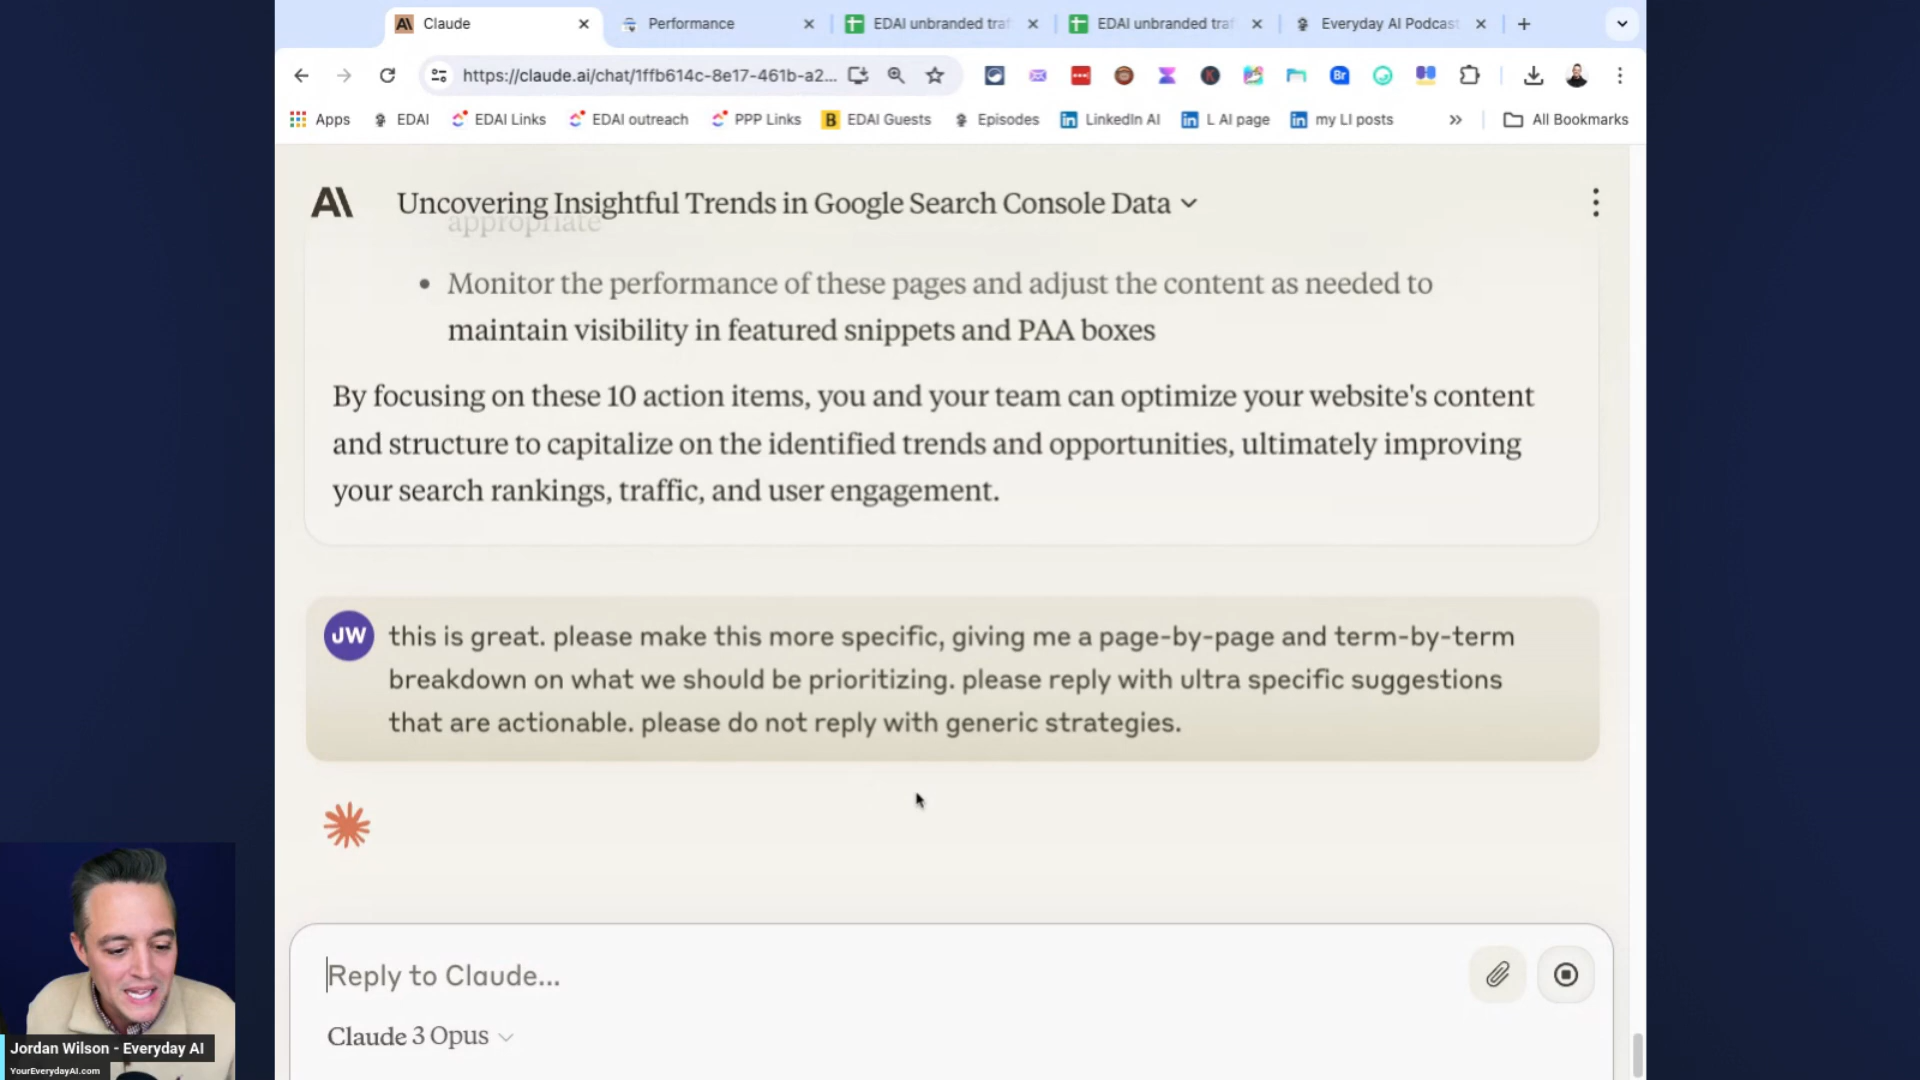 Claude
Performance
EDAI unbranded traf
EDAI unbranded traf
Everyday AI Podcast
https://claude.ai/chat/1ffb614c-8e17-461b-a2...
Br
Apps
EDAI
EDAI Links
EDAI outreach
PPP Links
B
EDAI Guests
Episodes
in
LinkedIn AI
in
L AI page
in
my LI posts
All Bookmarks
Uncovering Insightful Trends in Google Search Console Data
appropriate
• Monitor the performance of these pages and adjust the content as needed to
maintain visibility in featured snippets and PAA boxes
By focusing on these 10 action items, you and your team can optimize your website's content
and structure to capitalize on the identified trends and opportunities, ultimately improving
your search rankings, traffic, and user engagement.
JW
this is great. please make this more specific, giving me a page-by-page and term-by-term
breakdown on what we should be prioritizing. please reply with ultra specific suggestions
that are actionable. please do not reply with generic strategies.
Reply to Claude...
Claude 3 Opus
Jordan Wilson - Everyday AI
YourEverydayAI.com